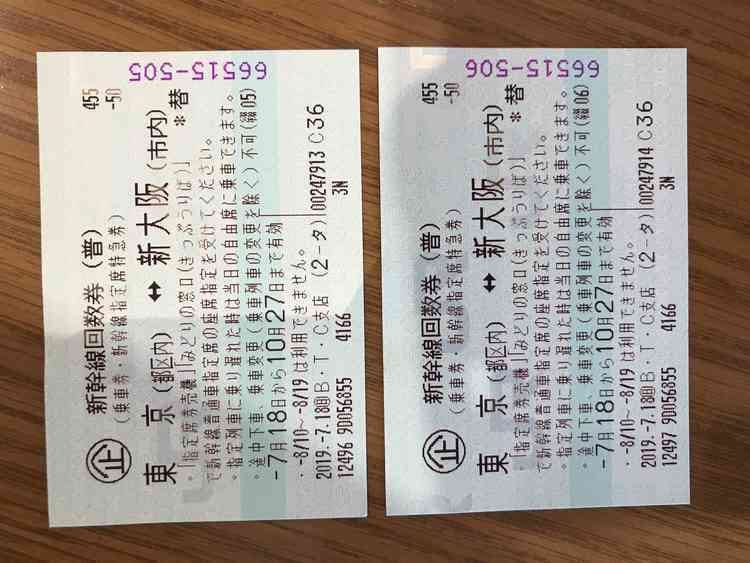 66515-505
455
-50
企 新幹線回数券 (普)
(乗車券・新幹線指定席特急券)
*替
東 京 (都区内) ↔ 新大阪 (市内)
・「指定席券売機」「みどりの窓口(きっぷうりば)」
で新幹線普通車指定席の座席指定を受けてください。
・指定列車に乗り遅れた時は当日の自由席に乗車できます。
・途中下車、乗車変更(乗車列車の変更を除く)不可(綴05)
-7月18日から10月27日まで有効
・-8/10~-8/19 は利用できません。
2019.-7.18回B・T・C支店 (2-タ) 00247913 C36
12496 9D056855 4166 3N
66515-506
455
-50
企 新幹線回数券 (普)
(乗車券・新幹線指定席特急券)
*替
東 京 (都区内) ↔ 新大阪 (市内)
・「指定席券売機」「みどりの窓口(きっぷうりば)」
で新幹線普通車指定席の座席指定を受けてください。
・指定列車に乗り遅れた時は当日の自由席に乗車できます。
・途中下車、乗車変更(乗車列車の変更を除く)不可(綴06)
-7月18日から10月27日まで有効
・-8/10~-8/19 は利用できません。
2019.-7.18回B・T・C支店 (2-タ) 00247914 C36
12497 9D056855 4166 3N